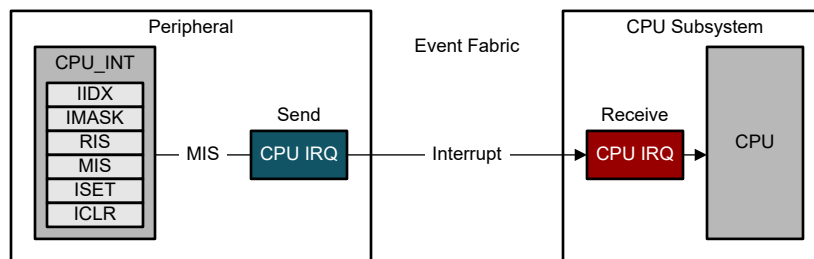 Peripheral
CPU_INT
IIDX
IMASK
RIS
MIS
ISET
ICLR
MIS
Send
CPU IRQ
Event Fabric
Interrupt
CPU Subsystem
Receive
CPU IRQ
CPU